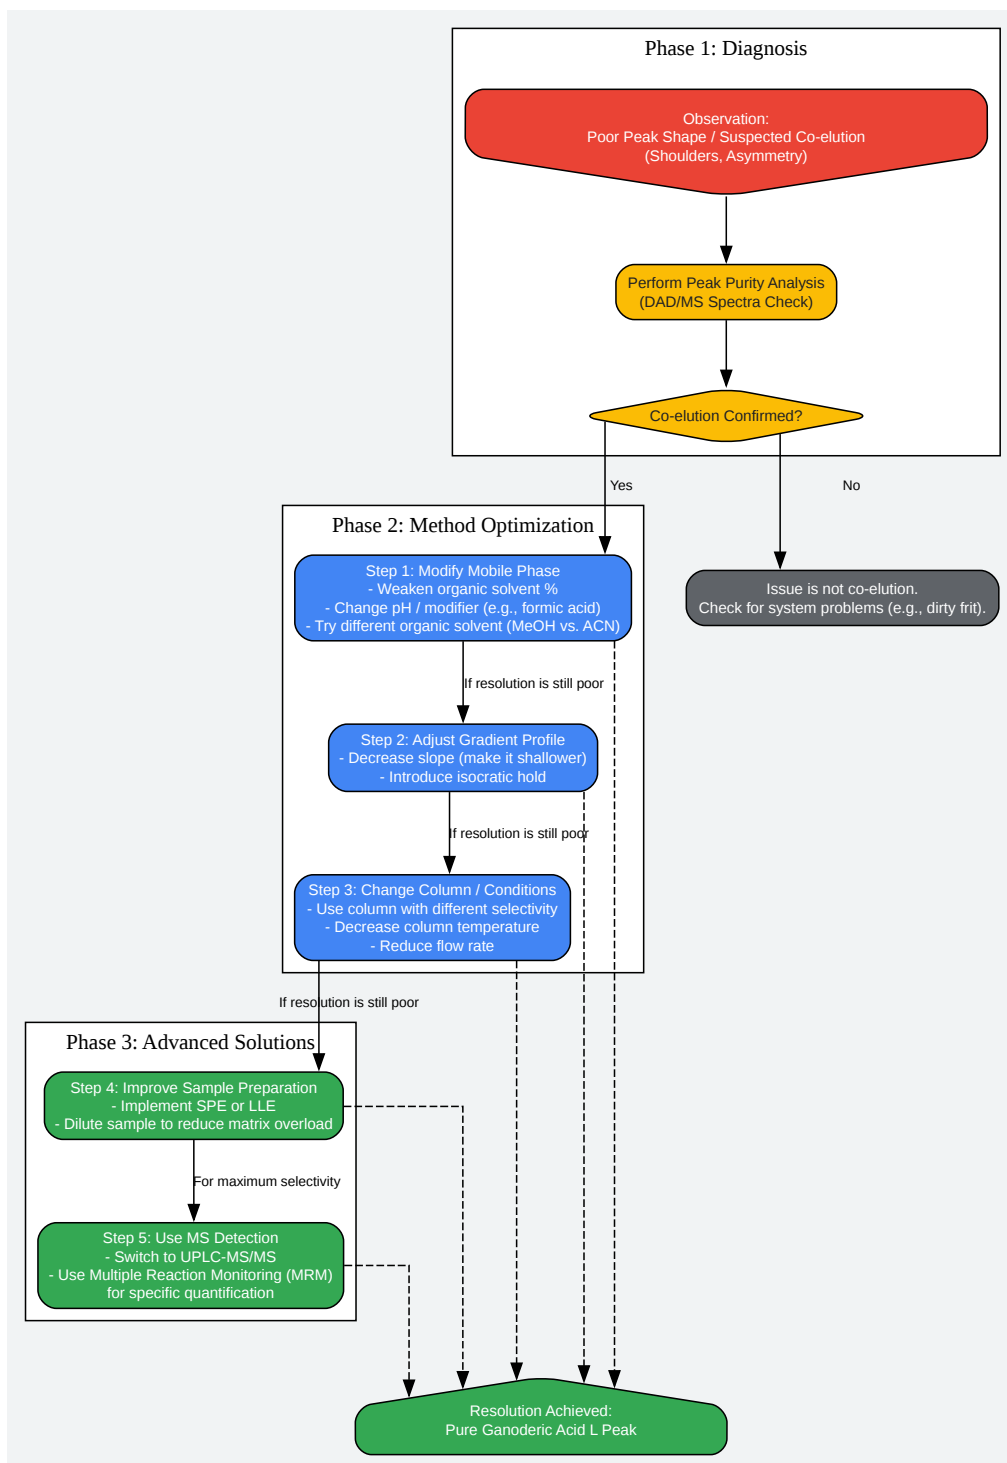 Phase 1: Diagnosis
Observation:
Poor Peak Shape / Suspected Co-elution
(Shoulders, Asymmetry)
Perform Peak Purity Analysis
(DAD/MS Spectra Check)
Co-elution Confirmed?
Yes
No
Phase 2: Method Optimization
Step 1: Modify Mobile Phase
- Weaken organic solvent %
- Change pH / modifier (e.g., formic acid)
- Try different organic solvent (MeOH vs. ACN)
Issue is not co-elution.
Check for system problems (e.g., dirty frit).
If resolution is still poor
Step 2: Adjust Gradient Profile
- Decrease slope (make it shallower)
- Introduce isocratic hold
If resolution is still poor
Step 3: Change Column / Conditions
- Use column with different selectivity
- Decrease column temperature
- Reduce flow rate
If resolution is still poor
Phase 3: Advanced Solutions
Step 4: Improve Sample Preparation
- Implement SPE or LLE
- Dilute sample to reduce matrix overload
For maximum selectivity
Step 5: Use MS Detection
- Switch to UPLC-MS/MS
- Use Multiple Reaction Monitoring (MRM)
for specific quantification
Resolution Achieved:
Pure Ganoderic Acid L Peak